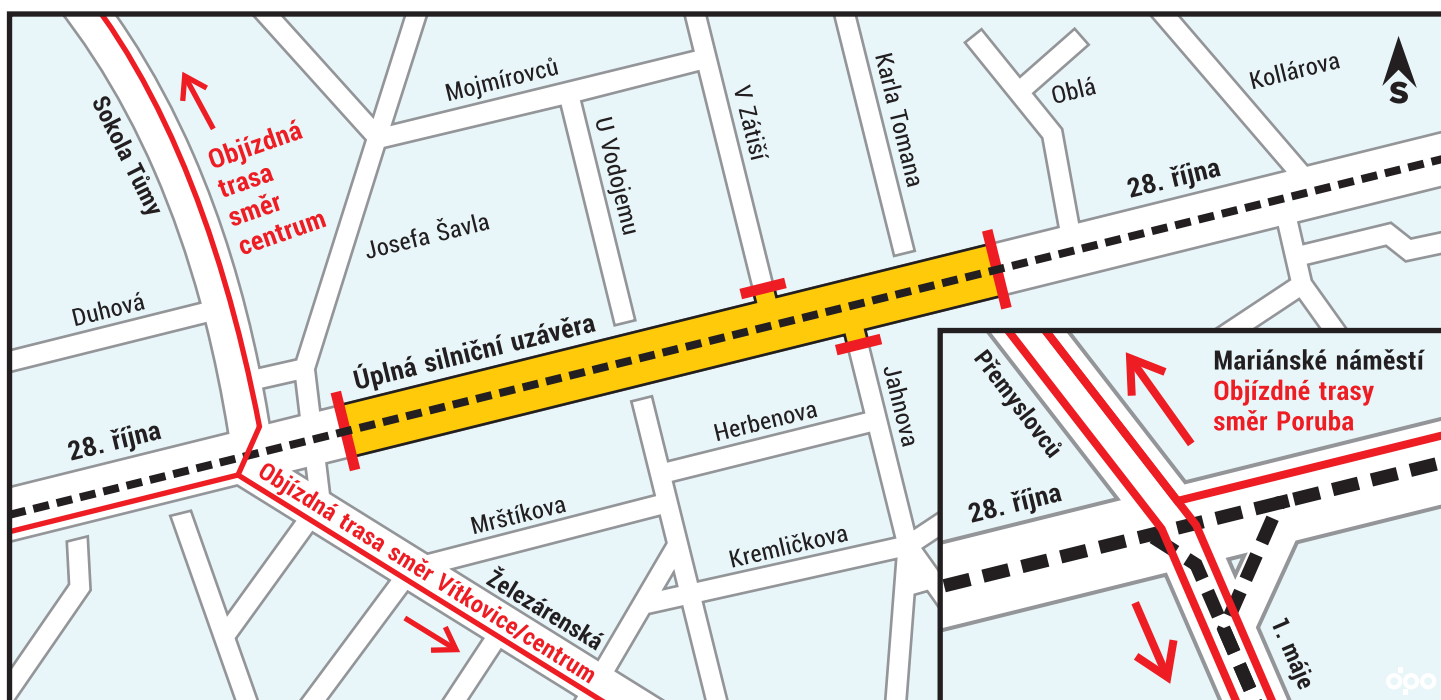 Mojmírovců
Karla Tomana
Kollárova
Oblá
S
Sokola Tůmy
V Zátiší
U Vodojemu
Objízdná
trasa
směr
centrum
28. října
Josefa Šavla
Duhová
Úplná silniční uzávěra
28. října
Jahnova
Herbenova
Přemyslovců
Mariánské náměstí
Objízdné trasy
směr Poruba
Objízdná trasa směr Vítkovice/centrum
Mrštíkova
28. října
Kremličkova
Železárenská
1. máje
dpo